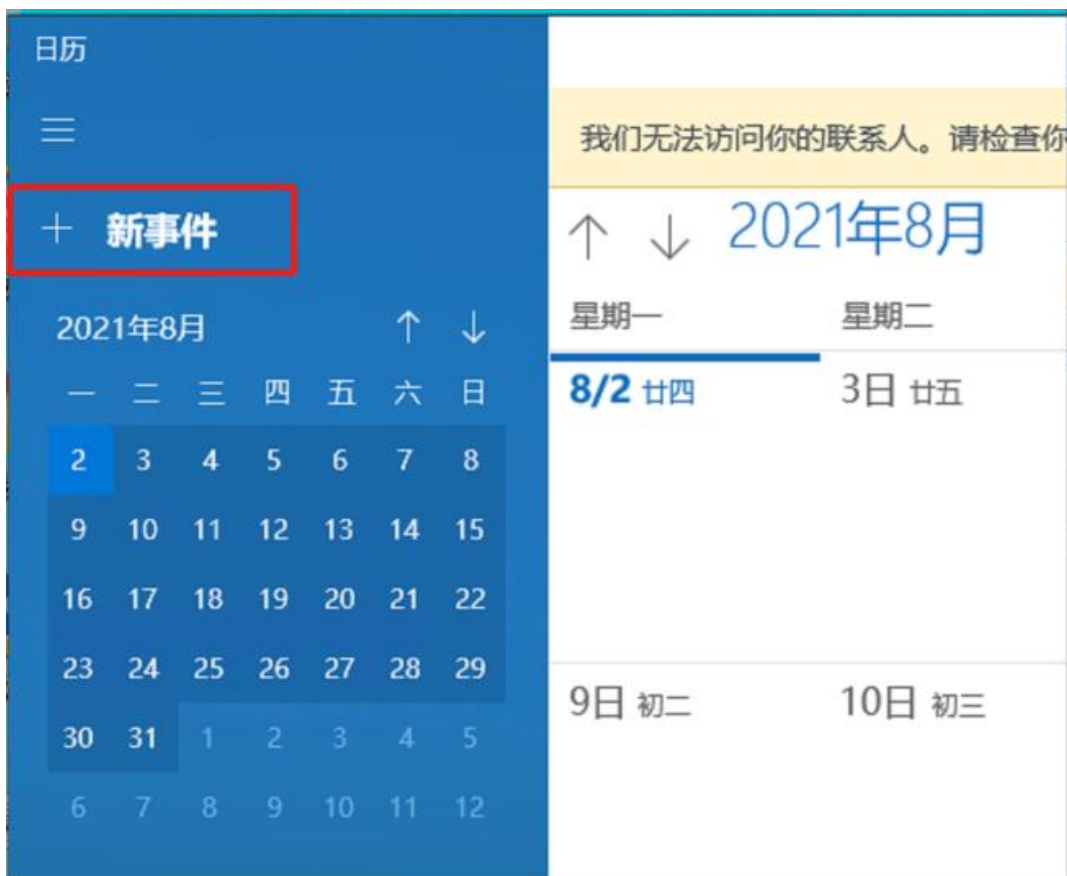 日历
+ 新事件
2021年8月 ↑ ↓
一 二 三 四 五 六 日
2 3 4 5 6 7 8
9 10 11 12 13 14 15
16 17 18 19 20 21 22
23 24 25 26 27 28 29
30 31 1 2 3 4 5
6 7 8 9 10 11 12
我们无法访问你的联系人。请检查你
↑ ↓ 2021年8月
星期一 星期二
8/2 廿四 3日 廿五
9日 初二 10日 初三